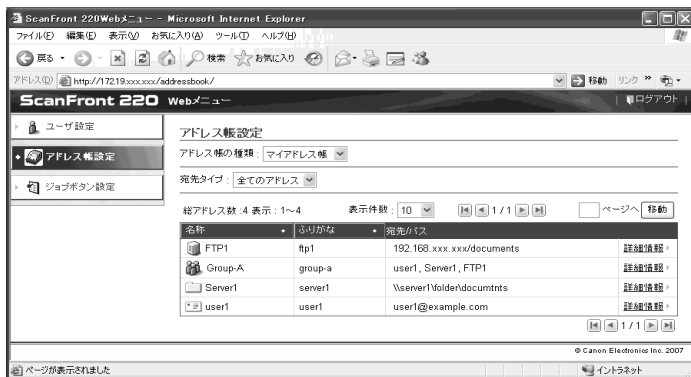 ScanFront 220Webメニュー - Microsoft Internet Explorer
ファイル(F) 編集(E) 表示(V) お気に入り(A) ツール(T) ヘルプ(H)
戻る 検索 お気に入り
アドレス(D) http://172.19.xxx.xxx/addressbook/ 移動 リンク »
ScanFront 220 Webメニュー ログアウト
ユーザ設定
アドレス帳設定
ジョブボタン設定
アドレス帳設定
アドレス帳の種類 : マイアドレス帳
宛先タイプ : 全てのアドレス
総アドレス数 :4 表示 : 1～4 表示件数 : 10 1 / 1 ページへ 移動
名称 ふりがな 宛先/パス
FTP1 ftp1 192.168.xxx.xxx/documents 詳細情報
Group-A group-a user1, Server1, FTP1 詳細情報
Server1 server1 \\server1\folder\documtnts 詳細情報
user1 user1 user1@example.com 詳細情報
1 / 1
© Canon Electronics Inc. 2007
ページが表示されました イントラネット